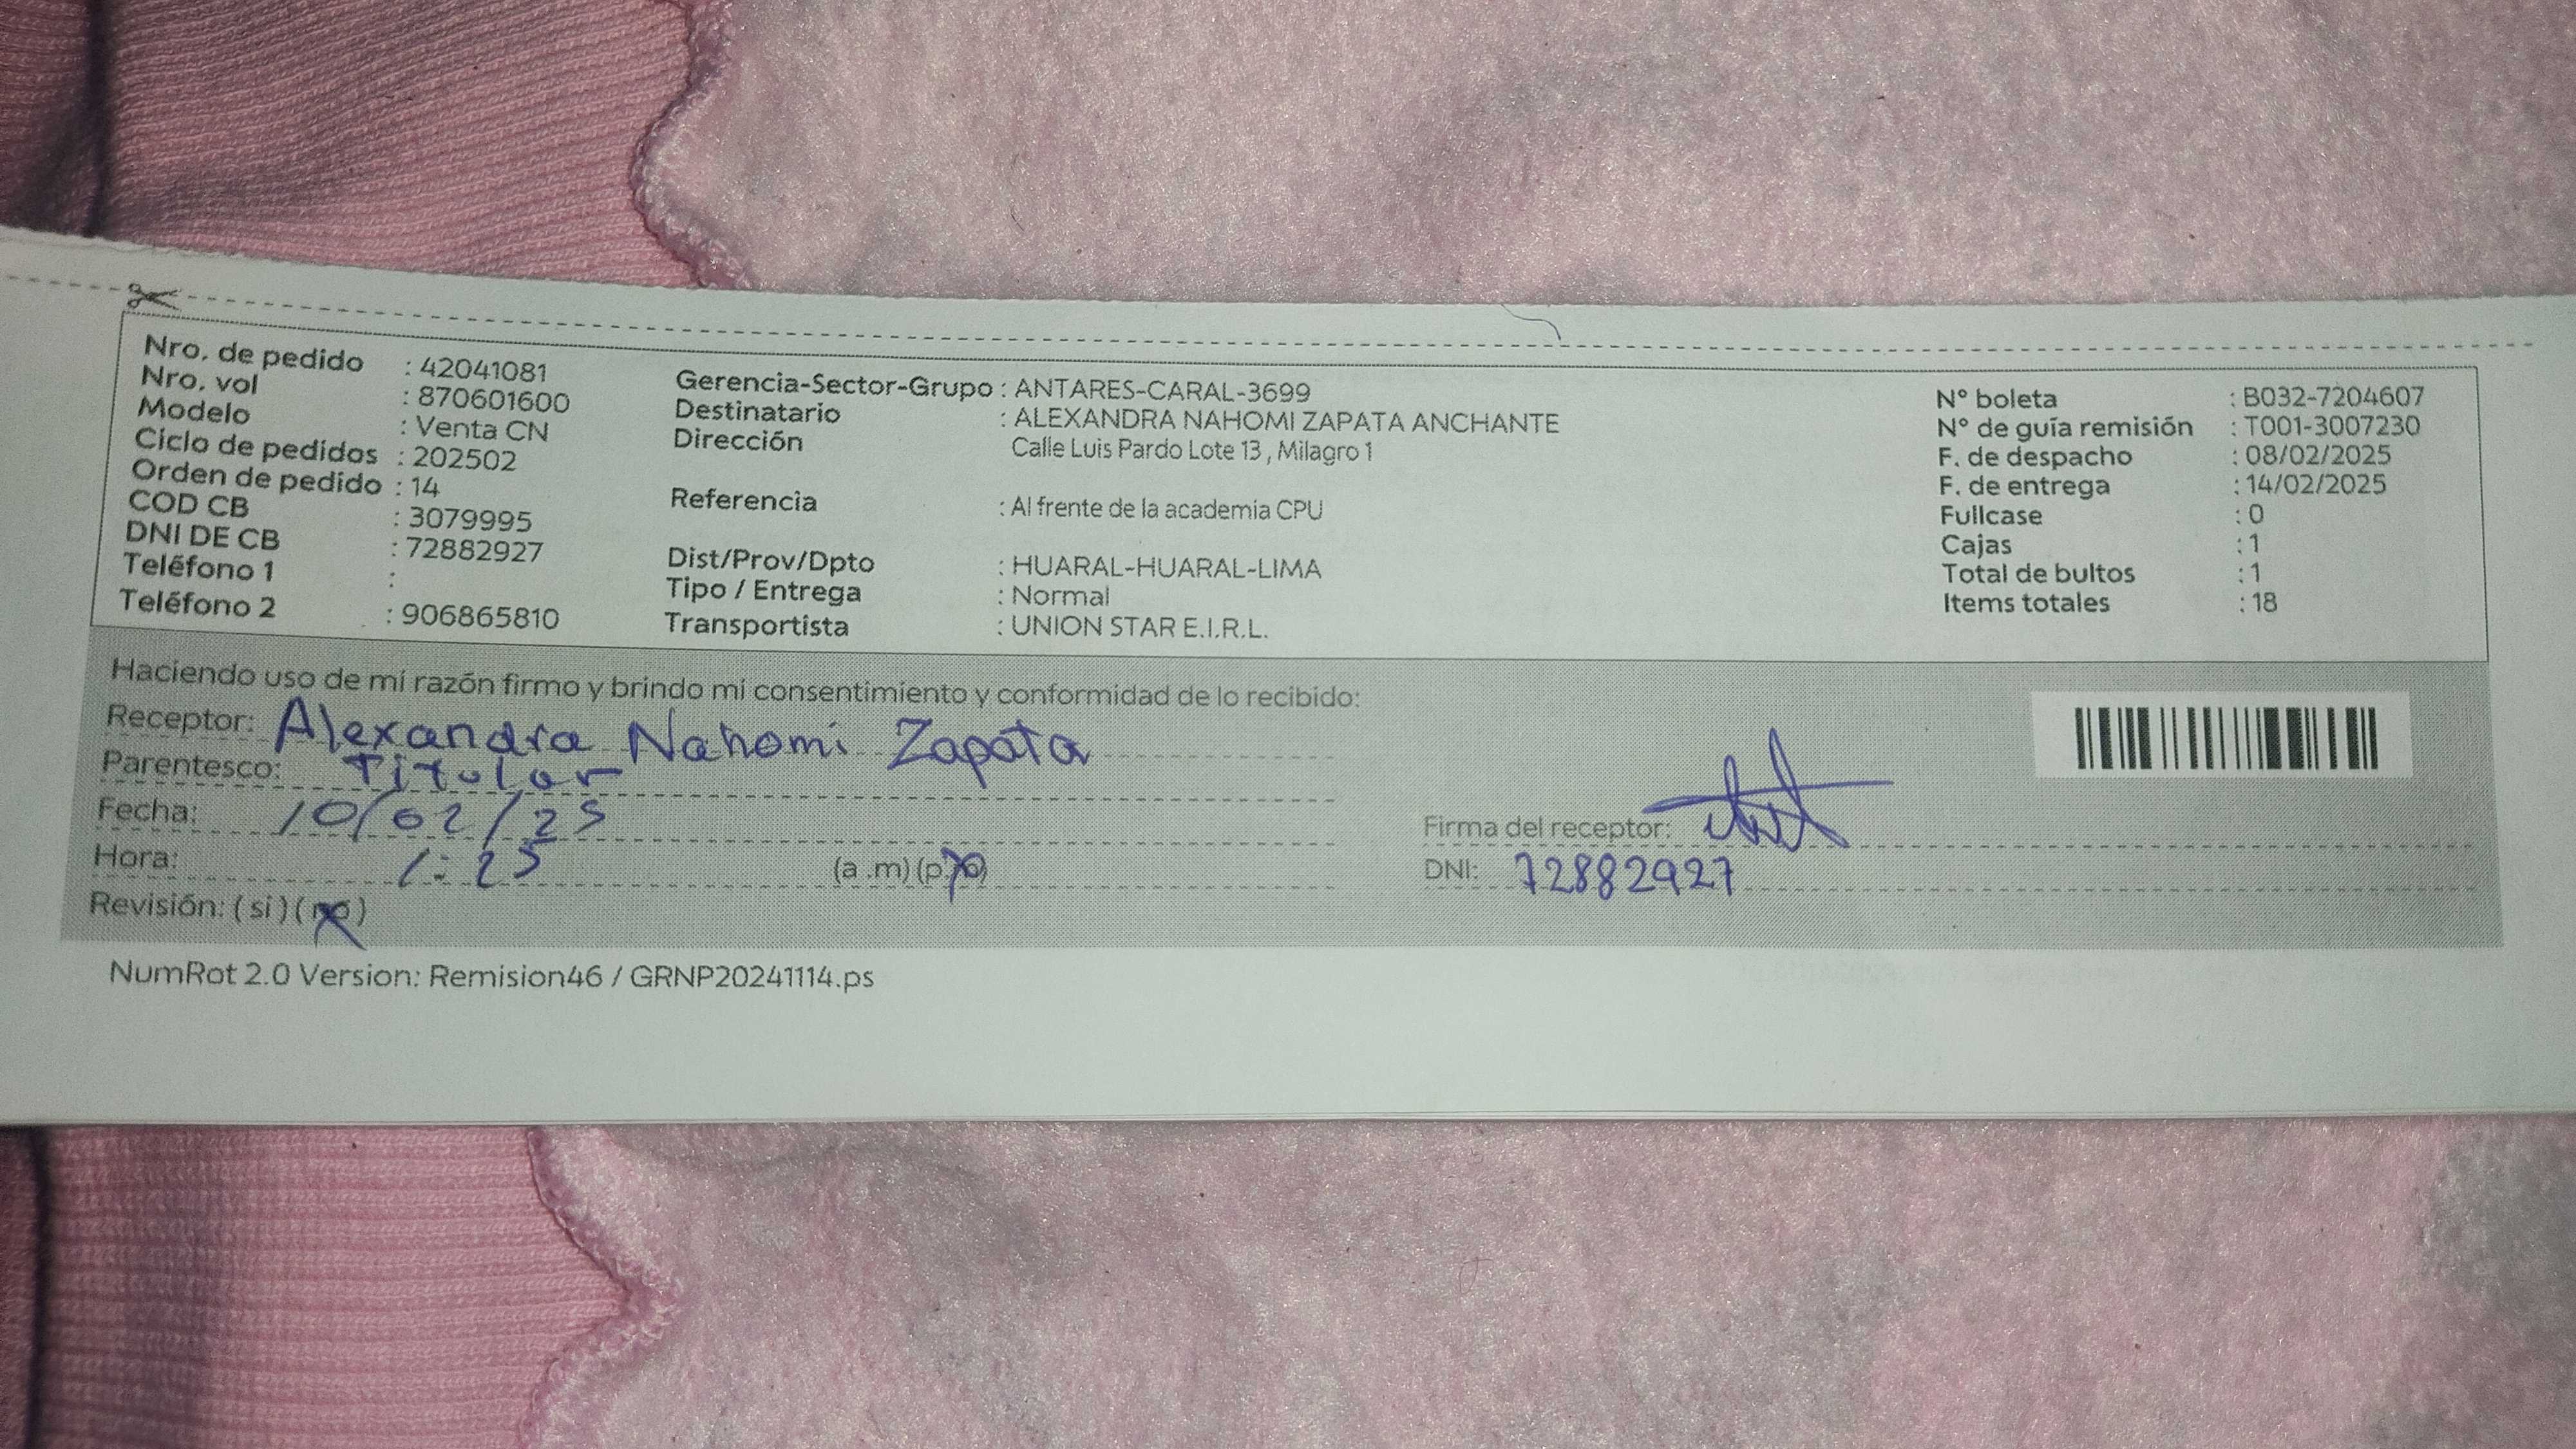 Nro. de pedido : 42041081
Nro. vol : 870601600
Modelo : Venta CN
Ciclo de pedidos : 202502
Orden de pedido : 14
COD CB : 3079995
DNI DE CB : 72882927
Teléfono 1 :
Teléfono 2 : 906865810
Gerencia-Sector-Grupo : ANTARES-CARAL-3699
Destinatario : ALEXANDRA NAHOMI ZAPATA ANCHANTE
Dirección Calle Luis Pardo Lote 13 , Milagro 1
Referencia : Al frente de la academia CPU
Dist/Prov/Dpto : HUARAL-HUARAL-LIMA
Tipo / Entrega : Normal
Transportista : UNION STAR E.I.R.L.
N° boleta : B032-7204607
N° de guía remisión : T001-3007230
F. de despacho : 08/02/2025
F. de entrega : 14/02/2025
Fullcase : 0
Cajas : 1
Total de bultos : 1
Items totales : 18
Haciendo uso de mi razón firmo y brindo mi consentimiento y conformidad de lo recibido:
Receptor: Alexandra Nahomi Zapata
Parentesco: Titular
Fecha: 10/02/25
Hora: 1:25 (a .m) (p.m)
Revisión: ( si ) ( no )
Firma del receptor:
DNI: 72882927
NumRot 2.0 Version: Remision46 / GRNP20241114.ps